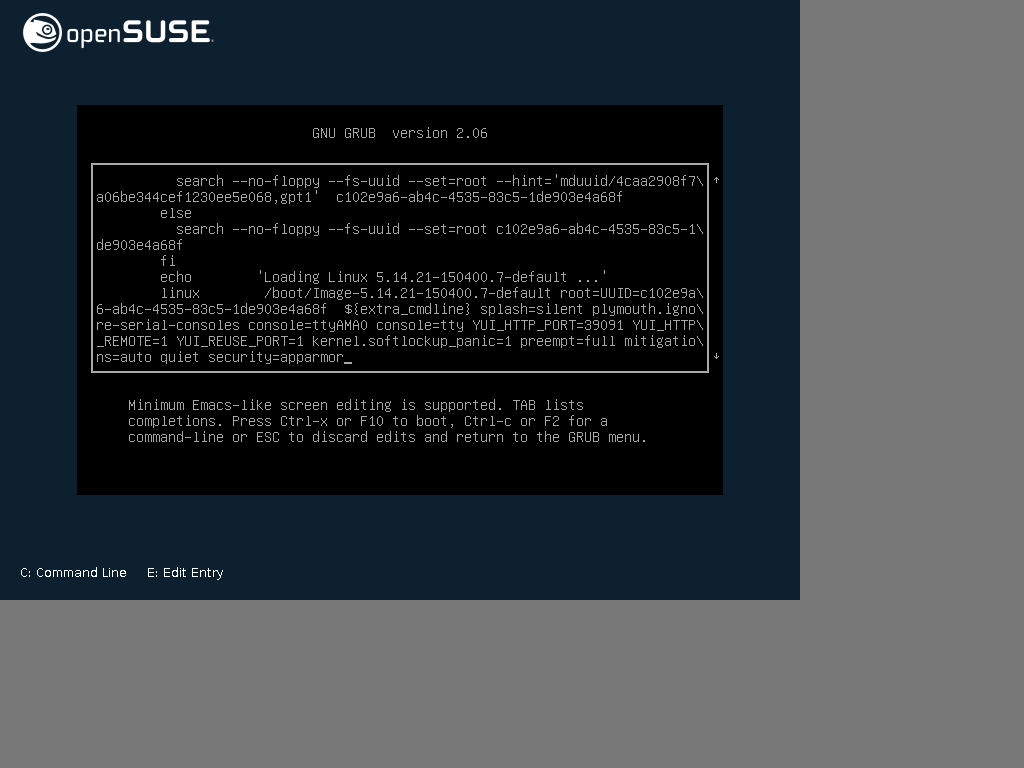 openSUSE.
GNU GRUB  version 2.06
search --no-floppy --fs-uuid --set=root --hint='mduuid/4caa2908f7\
a06be344cef1230ee5e068,gpt1'  c102e9a6-ab4c-4535-83c5-1de903e4a68f
else
search --no-floppy --fs-uuid --set=root c102e9a6-ab4c-4535-83c5-1\
de903e4a68f
fi
echo        'Loading Linux 5.14.21-150400.7-default ...'
linux        /boot/Image-5.14.21-150400.7-default root=UUID=c102e9a\
6-ab4c-4535-83c5-1de903e4a68f  ${extra_cmdline} splash=silent plymouth.igno\
re-serial-consoles console=ttyAMA0 console=tty YUI_HTTP_PORT=39091 YUI_HTTP\
_REMOTE=1 YUI_REUSE_PORT=1 kernel.softlockup_panic=1 preempt=full mitigatio\
ns=auto quiet security=apparmor_
Minimum Emacs-like screen editing is supported. TAB lists
completions. Press Ctrl-x or F10 to boot, Ctrl-c or F2 for a
command-line or ESC to discard edits and return to the GRUB menu.
C: Command Line  E: Edit Entry